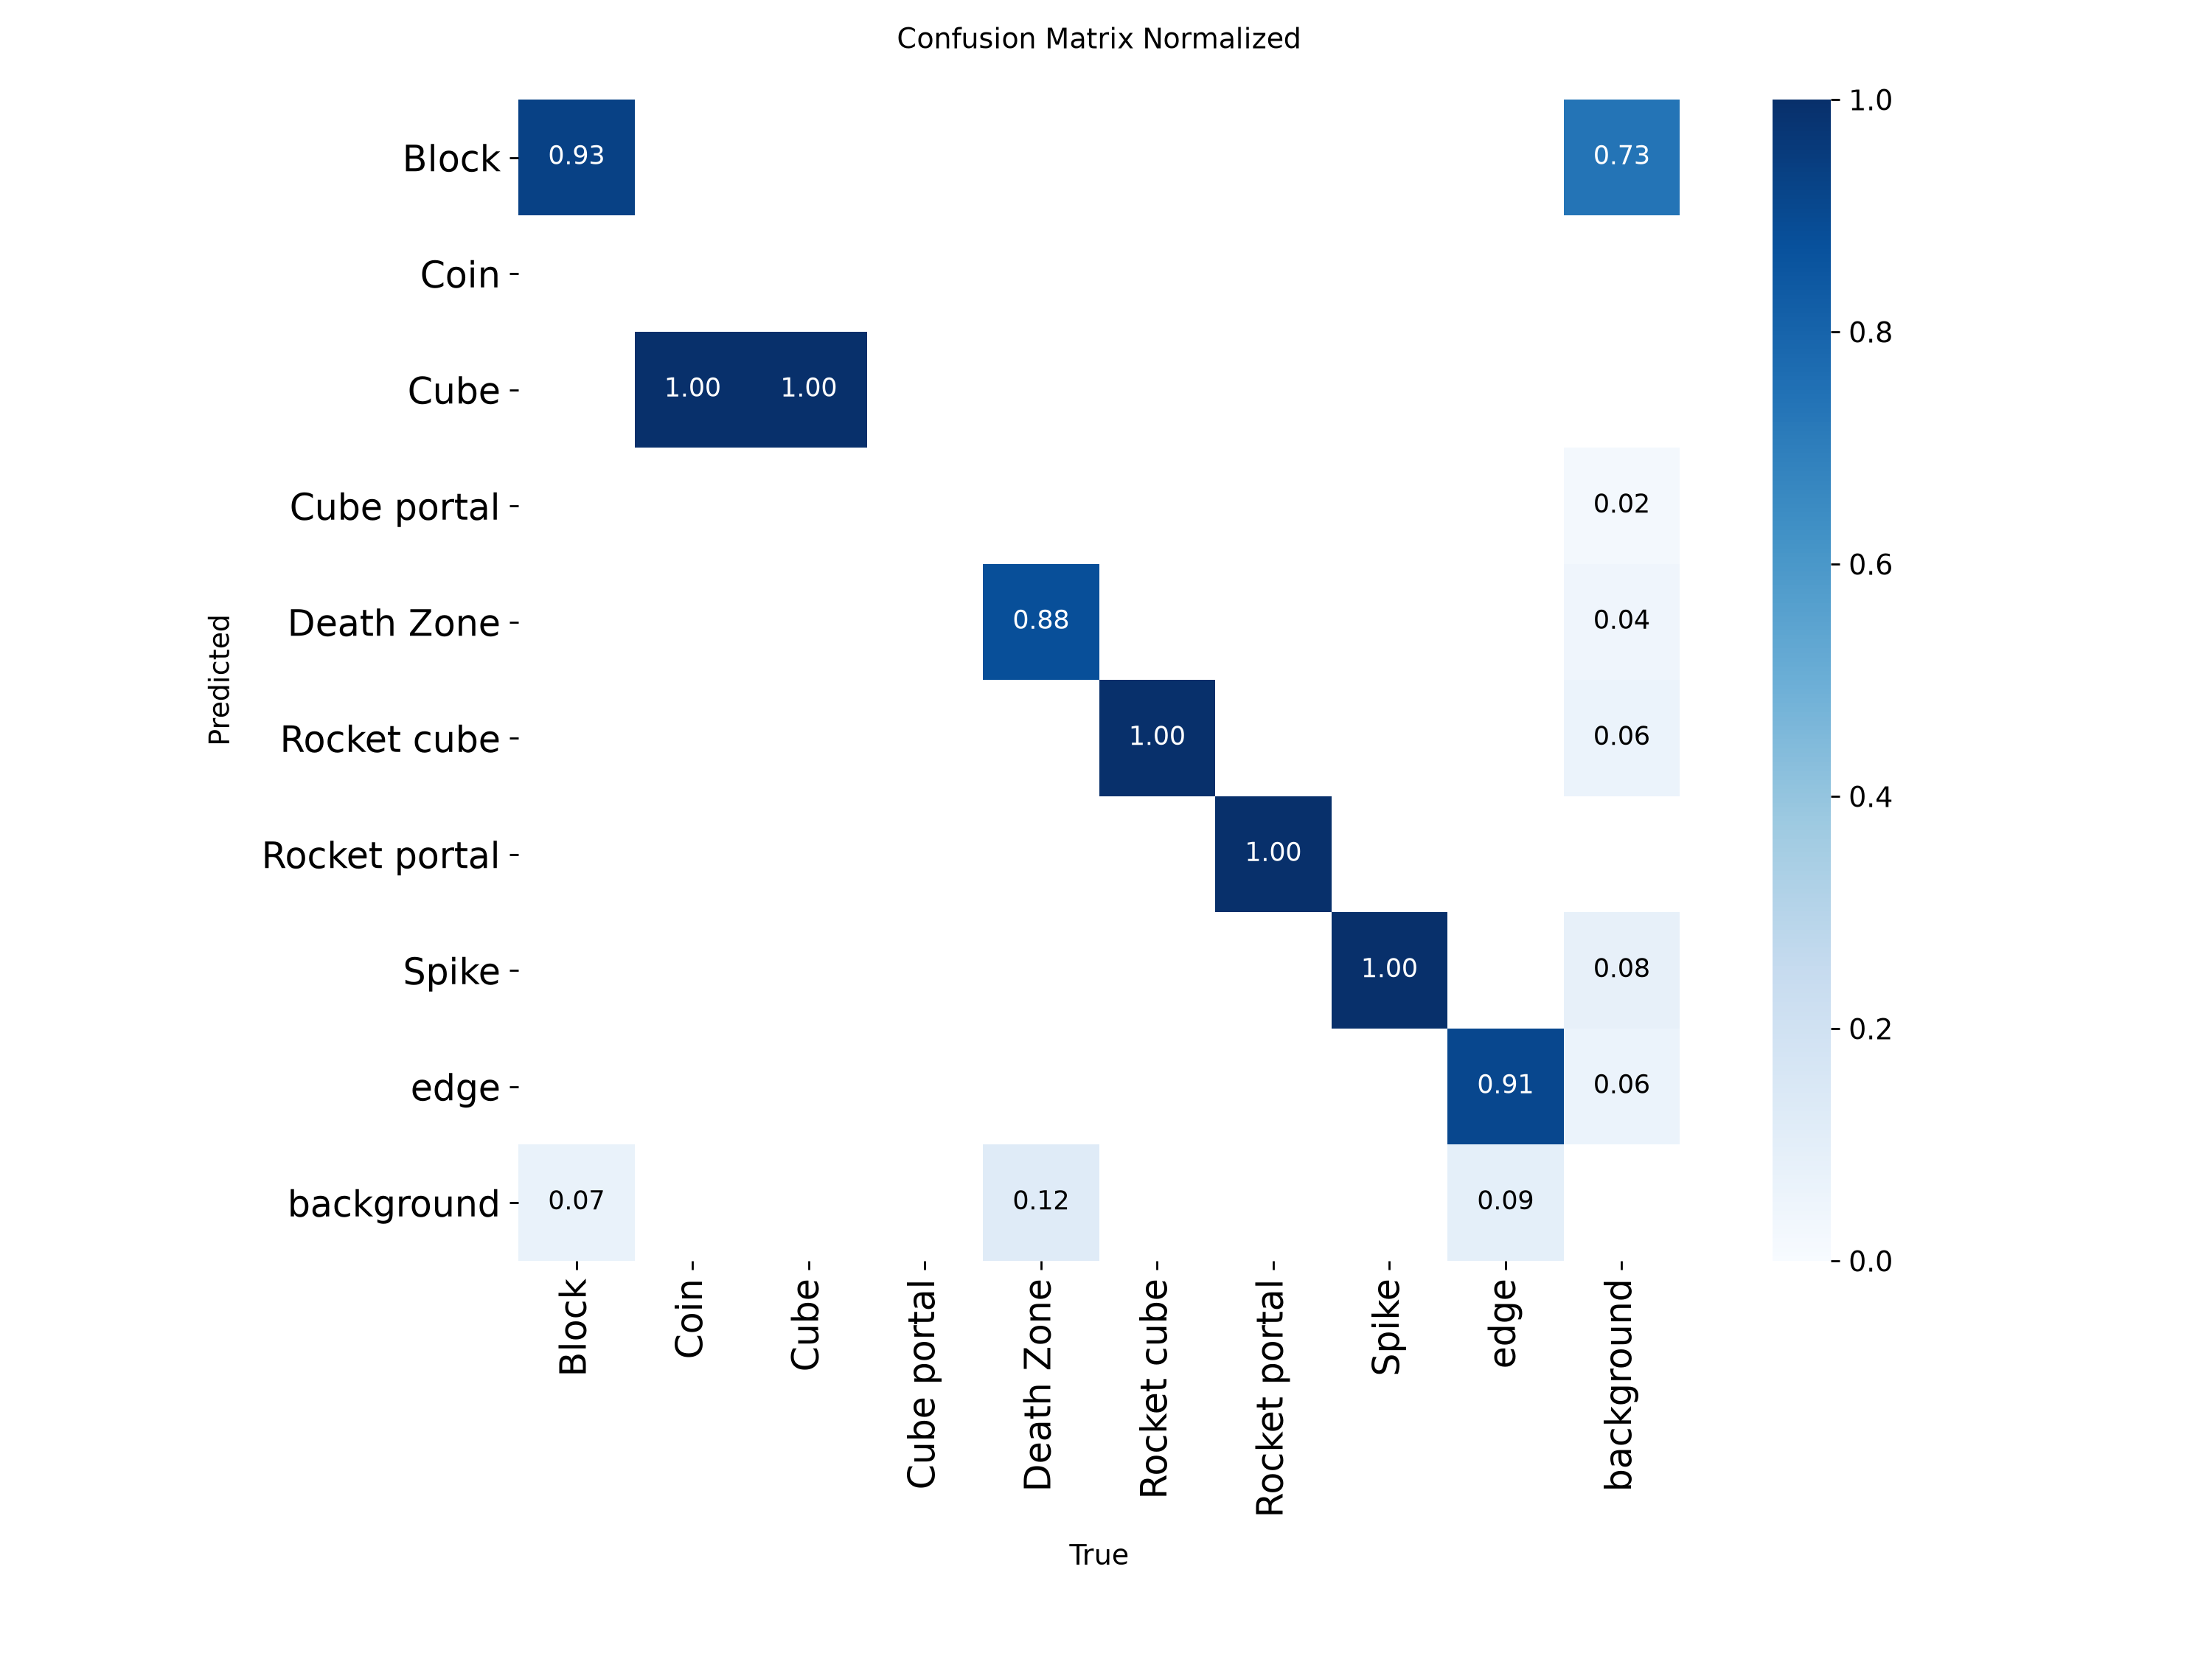 Confusion Matrix Normalized
Block
0.93
0.73
1.0
Coin
0.8
Cube
1.00
1.00
Cube portal
0.02
0.6
Death Zone
0.88
0.04
Predicted
Rocket cube
1.00
0.06
0.4
Rocket portal
1.00
Spike
1.00
0.08
0.2
edge
0.91
0.06
background
0.07
0.12
0.09
0.0
Block
Coin
Cube
Cube portal
Death Zone
Rocket cube
Rocket portal
Spike
edge
background
True